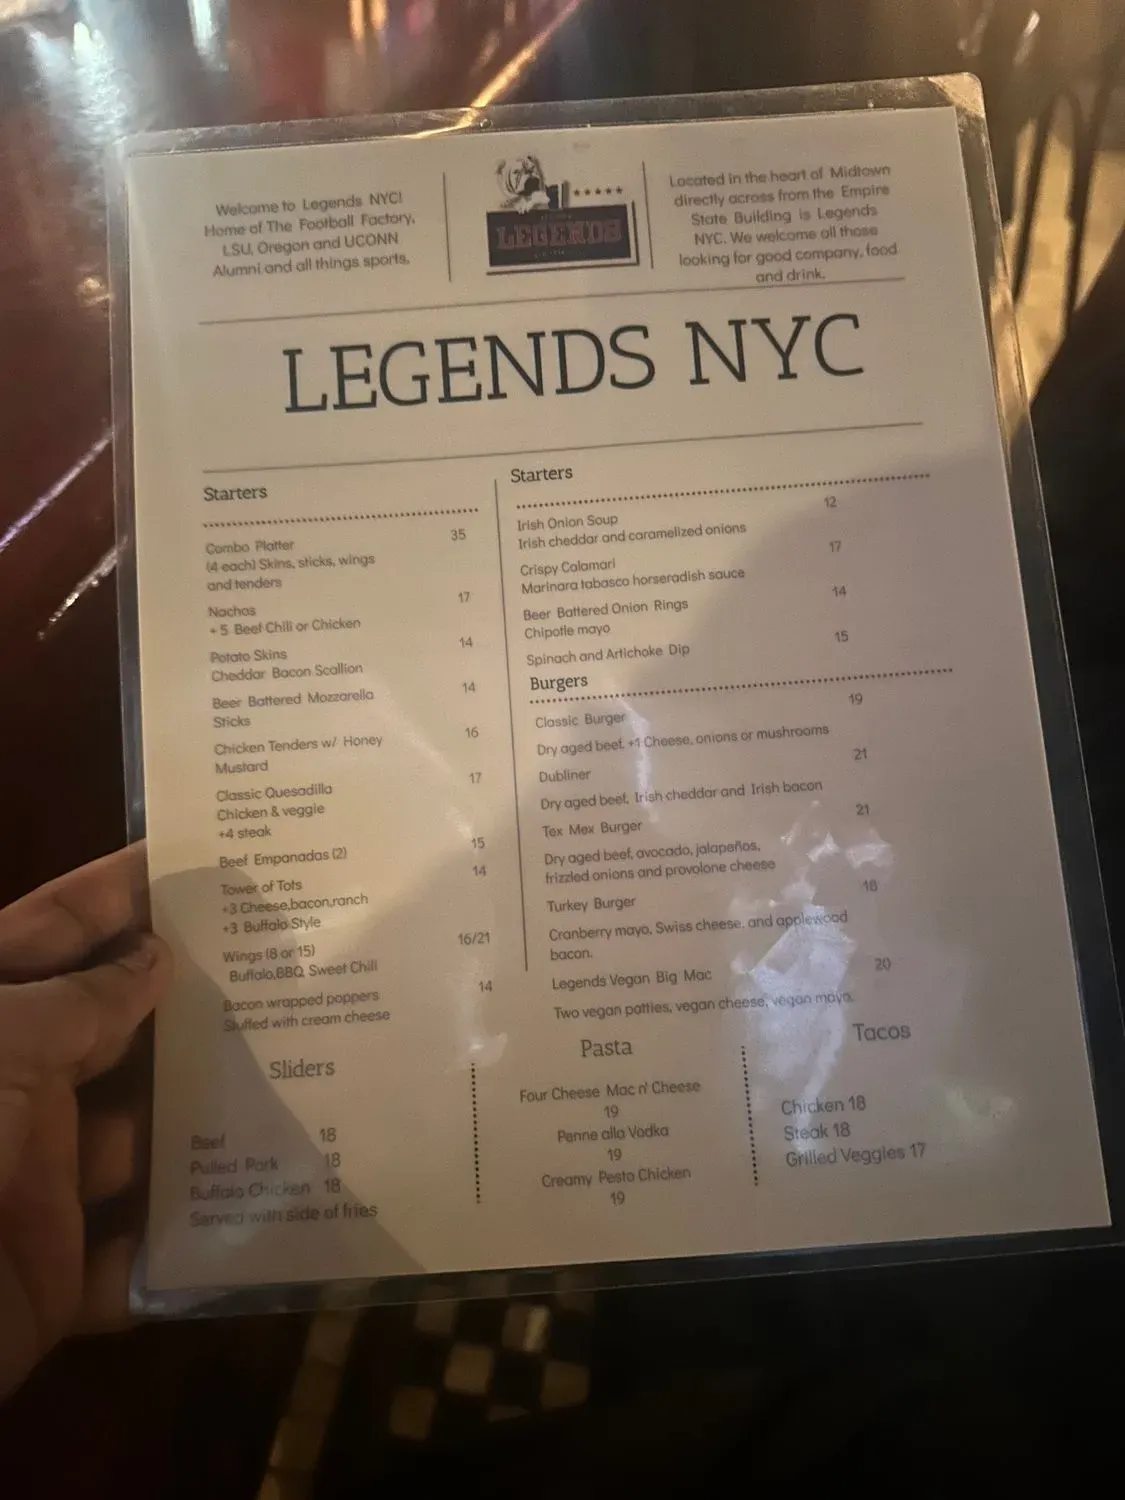 Welcome to Legends NYC!
Home of The Football Factory,
LSU, Oregon and UCONN
Alumni and all things sports.
LEGENDS
Located in the heart of Midtown
directly across from the Empire
State Building is Legends
NYC. We welcome all those
looking for good company, food
and drink.
LEGENDS NYC
Starters
Combo Platter 35
(4 each) Skins, sticks, wings
and tenders
Nachos 17
+ 5 Beef Chili or Chicken
Potato Skins 14
Cheddar Bacon Scallion
Beer Battered Mozzarella 14
Sticks
Chicken Tenders w/ Honey 16
Mustard
Classic Quesadilla 17
Chicken & veggie
+4 steak
Beef Empanadas (2) 15
Tower of Tots 14
+3 Cheese,bacon,ranch
+3 Buffalo Style
Wings (8 or 15) 16/21
Buffalo,BBQ, Sweet Chili
Bacon wrapped poppers 14
Stuffed with cream cheese
Starters
Irish Onion Soup 12
Irish cheddar and caramelized onions
Crispy Calamari 17
Marinara tabasco horseradish sauce
Beer Battered Onion Rings 14
Chipotle mayo
Spinach and Artichoke Dip 15
Burgers
Classic Burger 19
Dry aged beef, +1 Cheese, onions or mushrooms
Dubliner 21
Dry aged beef, Irish cheddar and Irish bacon
Tex Mex Burger 21
Dry aged beef, avocado, jalapeños,
frizzled onions and provolone cheese
Turkey Burger 18
Cranberry mayo, Swiss cheese, and applewood
bacon.
Legends Vegan Big Mac 20
Two vegan patties, vegan cheese, vegan mayo.
Sliders
Beef 18
Pulled Pork 18
Buffalo Chicken 18
Served with side of fries
Pasta
Four Cheese Mac n' Cheese
19
Penne alla Vodka
19
Creamy Pesto Chicken
19
Tacos
Chicken 18
Steak 18
Grilled Veggies 17